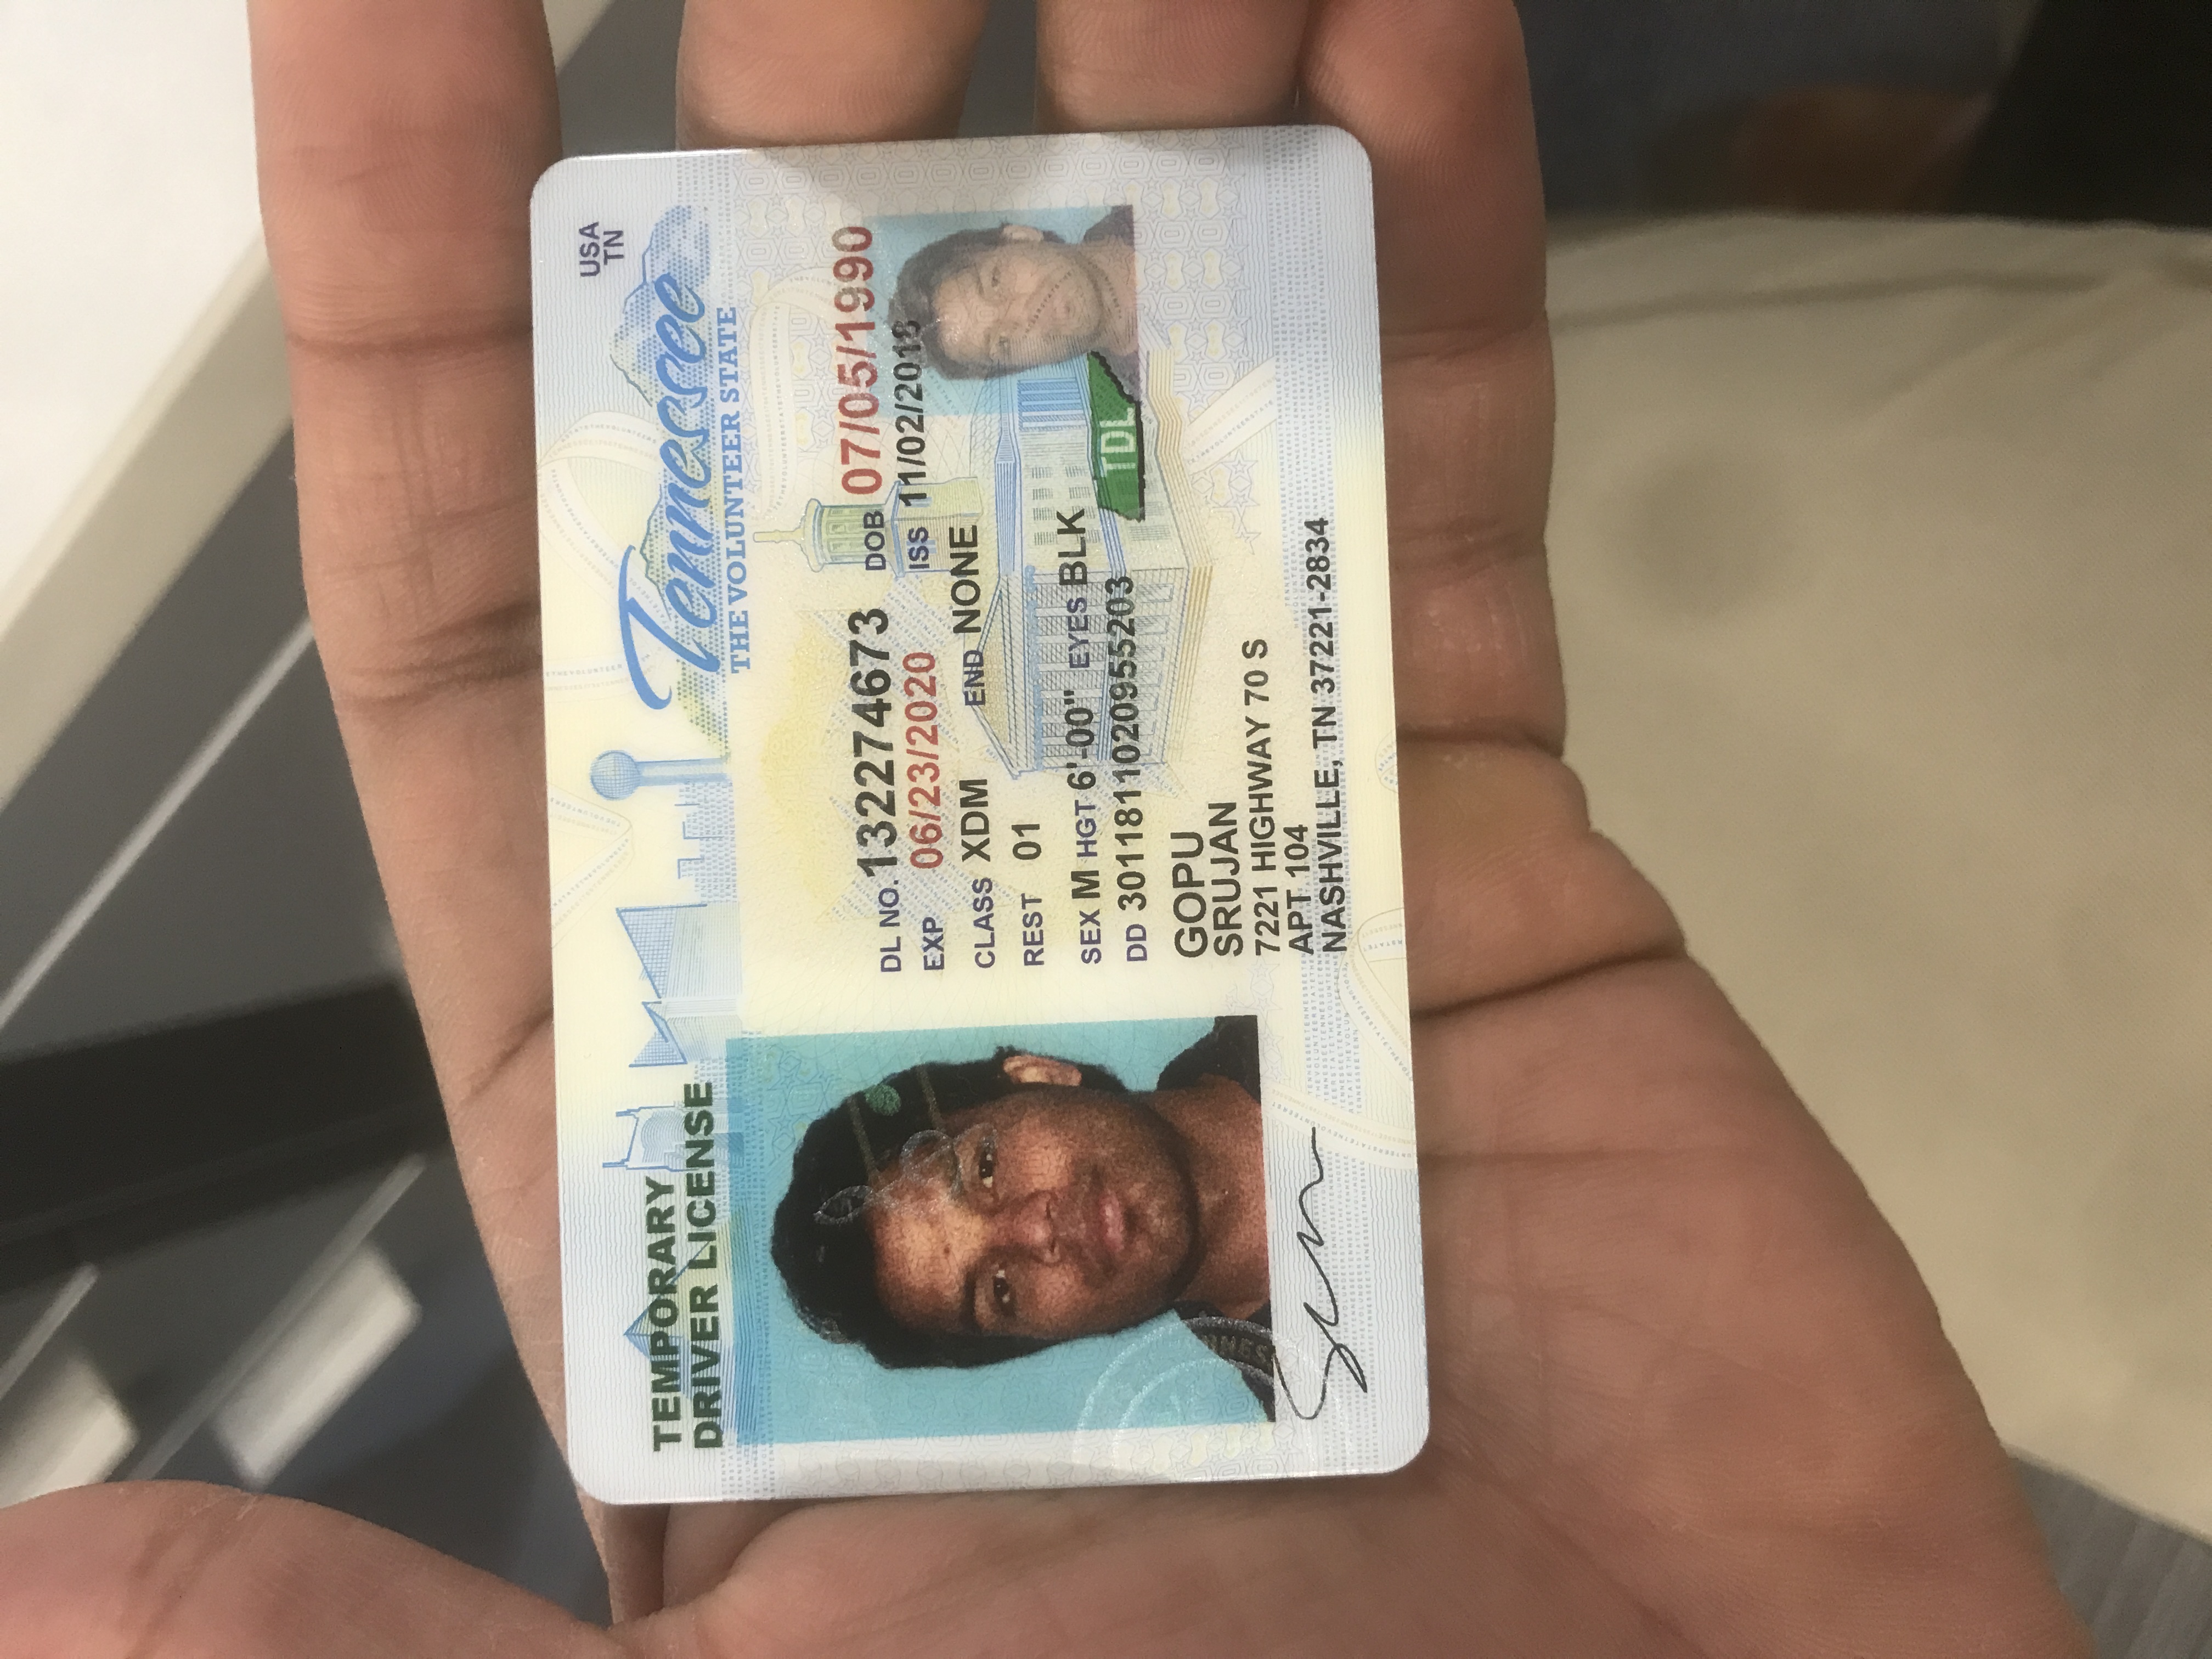 USA
TN
TEMPORARY
DRIVER LICENSE
Tennessee
THE VOLUNTEER STATE
DL NO. 132274673 DOB 07/05/1990
EXP 06/23/2020 ISS 11/02/2018
CLASS XDM END NONE
REST 01
SEX M HGT 6'-00" EYES BLK
DD 3011811020955203
TDL
GOPU
SRUJAN
7221 HIGHWAY 70 S
APT 104
NASHVILLE, TN 37221-2834